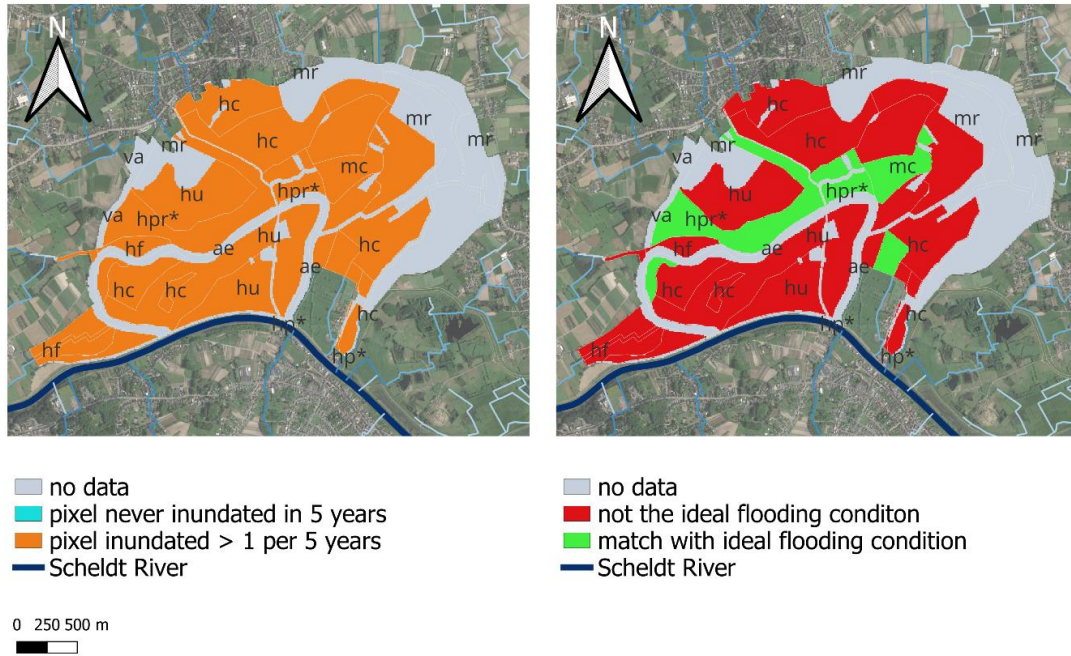 N
mr
hc
mr
mr
hc
mr
va
mc
hu
hpr*
va
hpr*
hf
ae
hu
hc
ae
hc
hc
hu
hc
hp*
hf
hp*
no data
pixel never inundated in 5 years
pixel inundated > 1 per 5 years
Scheldt River
0 250 500 m
N
mr
hc
mr
mr
hc
mr
va
mc
hu
hpr*
va
hpr*
hf
ae
hu
hc
ae
hc
hc
hu
hc
hp*
hf
hp*
no data
not the ideal flooding conditon
match with ideal flooding condition
Scheldt River